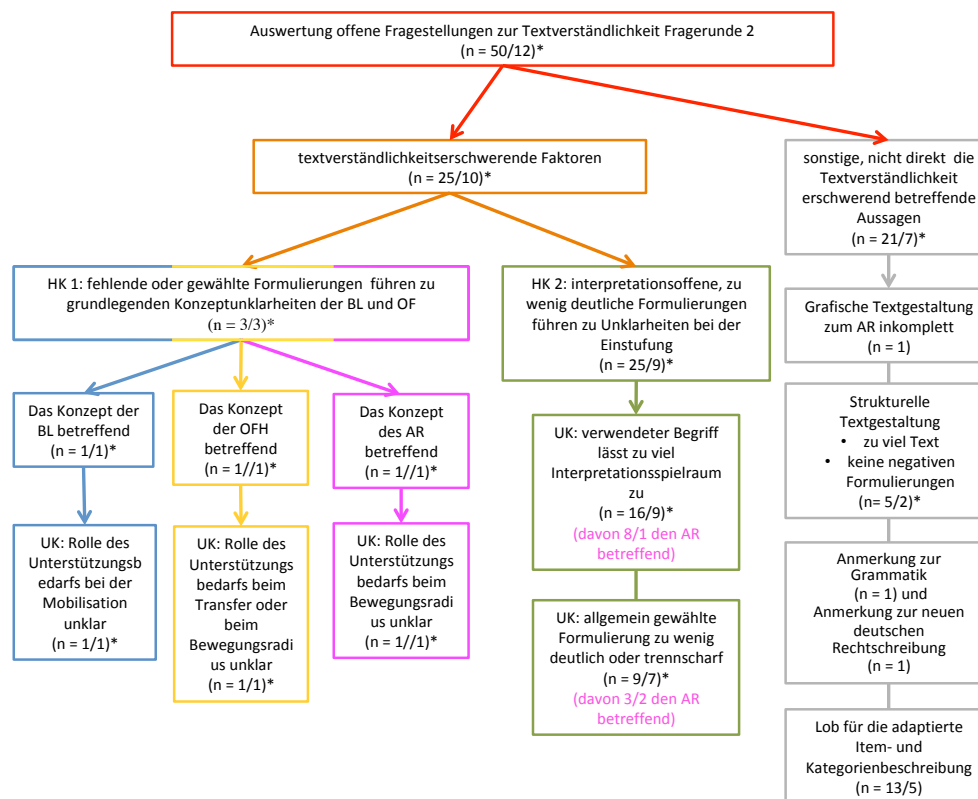 Auswertung offene Fragestellungen zur Textverständlichkeit Fragerunde 2
(n = 50/12)*
textverständlichkeitserschwerende Faktoren
(n = 25/10)*
sonstige, nicht direkt die
Textverständlichkeit
erschwerend betreffende
Aussagen
(n = 21/7)*
HK 1: fehlende oder gewählte Formulierungen führen zu
grundlegenden Konzeptunklarheiten der BL und OF
(n = 3/3)*
HK 2: interpretationsoffene, zu
wenig deutliche Formulierungen
führen zu Unklarheiten bei der
Einstufung
(n = 25/9)*
Grafische Textgestaltung
zum AR inkomplett
(n = 1)
Das Konzept der
BL betreffend
(n = 1/1)*
Das Konzept
der OFH
betreffend
(n = 1//1)*
Das Konzept
des AR
betreffend
(n = 1//1)*
UK: verwendeter Begriff
lässt zu viel
Interpretationsspielraum
zu
(n = 16/9)*
(davon 8/1 den AR
betreffend)
Strukturelle
Textgestaltung
• zu viel Text
• keine negativen
Formulierungen
(n= 5/2)*
UK: Rolle des
Unterstützungsb
edarfs bei der
Mobilisation
unklar
(n = 1/1)*
UK: Rolle des
Unterstützungs
bedarfs beim
Transfer oder
beim
Bewegungsradi
us unklar
(n = 1/1)*
UK: Rolle des
Unterstützungs
bedarfs beim
Bewegungsradi
us unklar
(n = 1//1)*
UK: allgemein gewählte
Formulierung zu wenig
deutlich oder trennscharf
(n = 9/7)*
(davon 3/2 den AR
betreffend)
Anmerkung zur
Grammatik
(n = 1) und
Anmerkung zur neuen
deutschen
Rechtschreibung
(n = 1)
Lob für die adaptierte
Item- und
Kategorienbeschreibung
(n = 13/5)